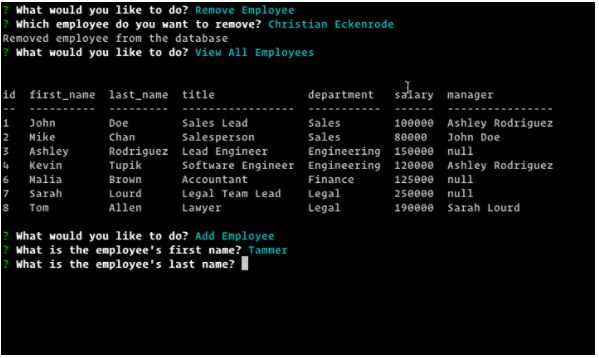 ? What would you like to do? Remove Employee
? Which employee do you want to remove? Christian Eckenrode
Removed employee from the database
? What would you like to do? View All Employees
id  first_name  last_name  title              department   salary  manager
--  ----------  ---------  -----------------  -----------  ------  ----------------
1   John        Doe        Sales Lead         Sales        100000  Ashley Rodriguez
2   Mike        Chan       Salesperson        Sales        80000   John Doe
3   Ashley      Rodriguez  Lead Engineer      Engineering  150000  null
4   Kevin       Tupik      Software Engineer  Engineering  120000  Ashley Rodriguez
6   Malia       Brown      Accountant         Finance      125000  null
7   Sarah       Lourd      Legal Team Lead    Legal        250000  null
8   Tom         Allen      Lawyer             Legal        190000  Sarah Lourd
? What would you like to do? Add Employee
? What is the employee's first name? Tammer
? What is the employee's last name?